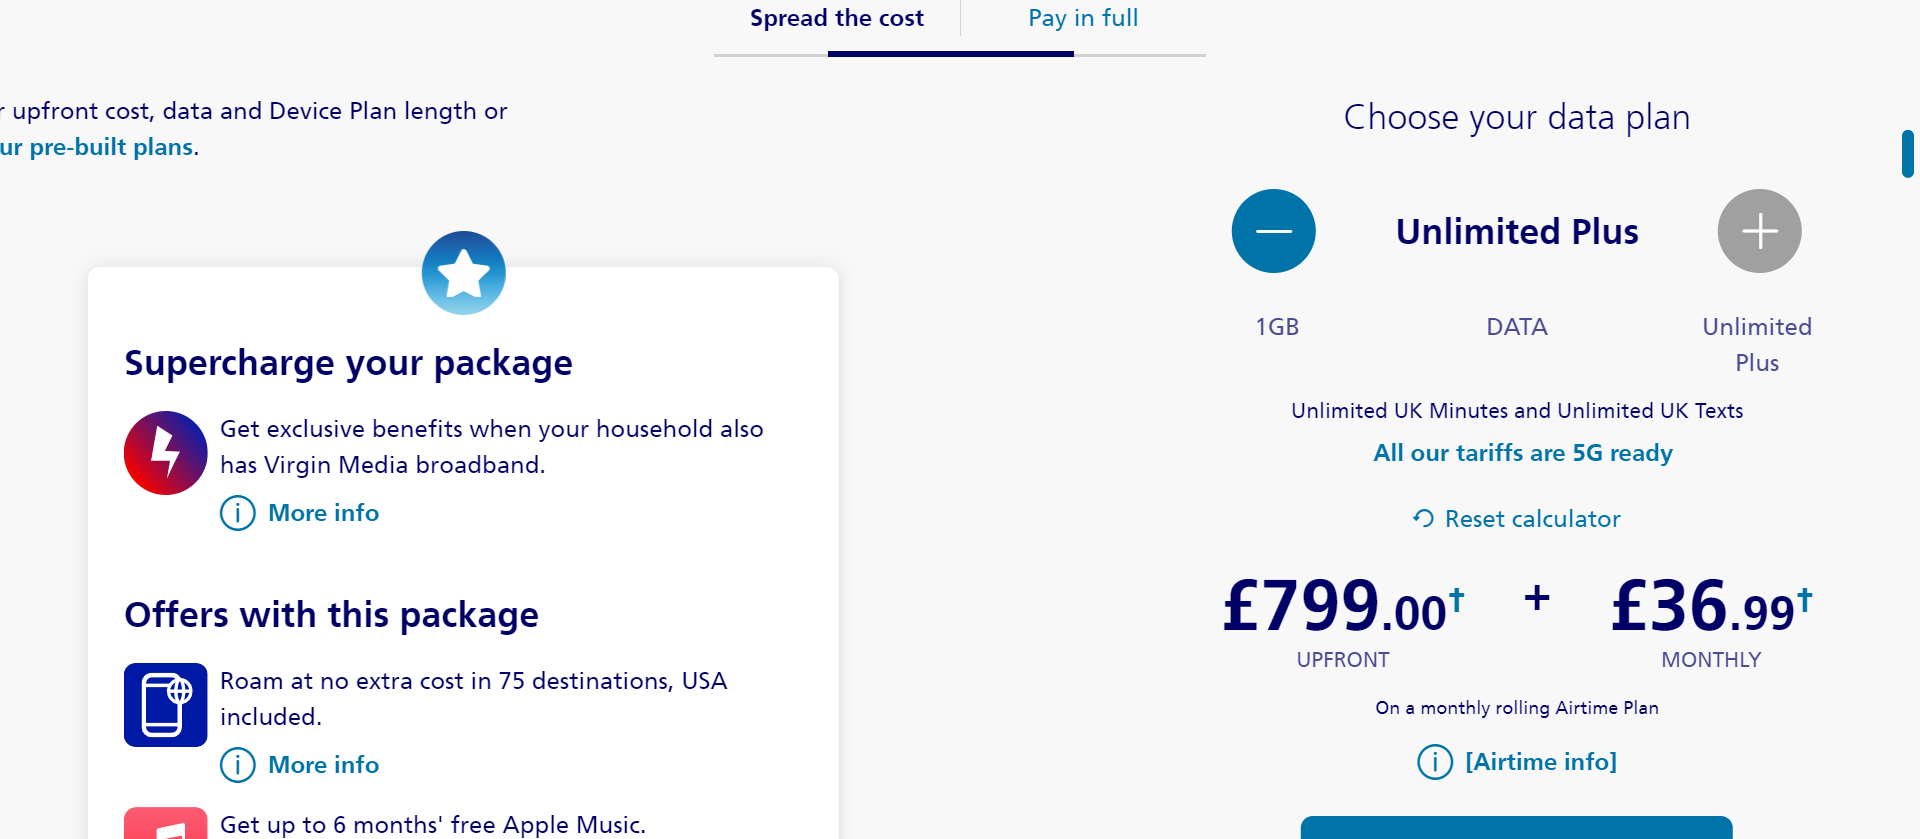 Spread the cost
Pay in full
upfront cost, data and Device Plan length or
pre-built plans.
Supercharge your package
Get exclusive benefits when your household also
has Virgin Media broadband.
More info
Offers with this package
Roam at no extra cost in 75 destinations, USA
included.
More info
Get up to 6 months' free Apple Music.
Choose your data plan
Unlimited Plus
1GB
DATA
Unlimited
Plus
Unlimited UK Minutes and Unlimited UK Texts
All our tariffs are 5G ready
Reset calculator
£799.00† + £36.99†
UPFRONT
MONTHLY
On a monthly rolling Airtime Plan
[Airtime info]